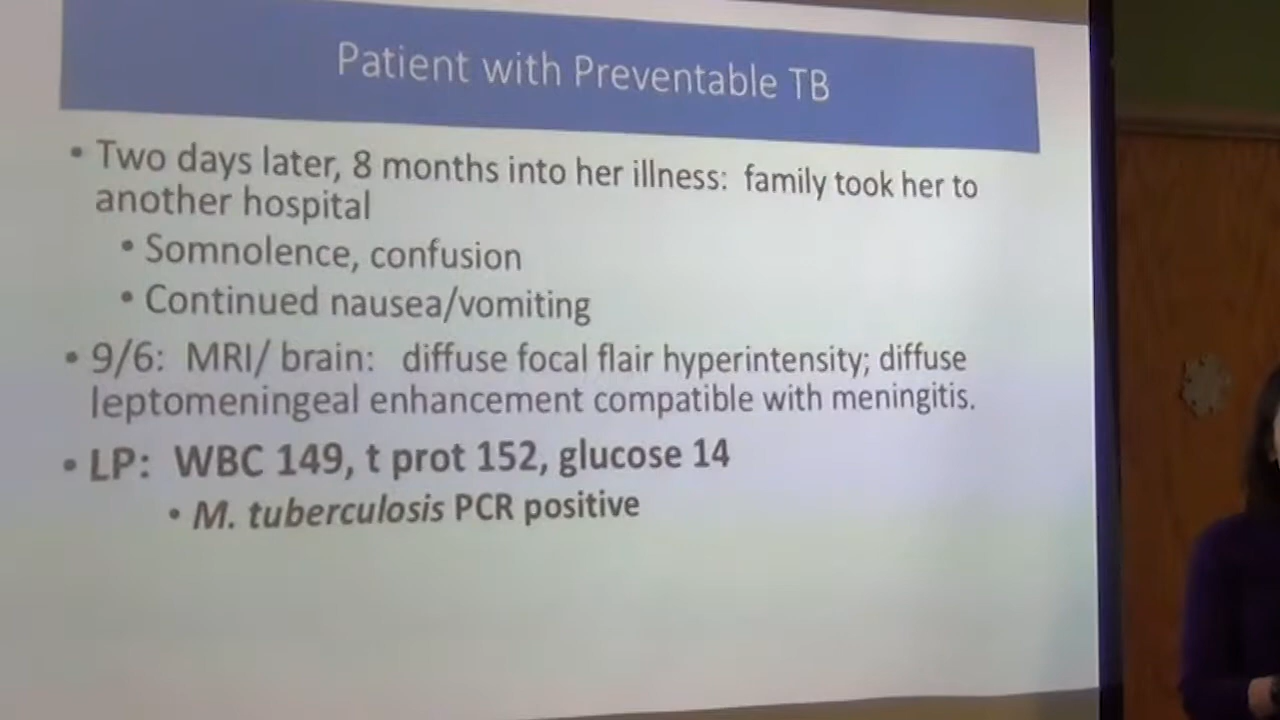 Patient with Preventable TB
• Two days later, 8 months into her illness: family took her to
another hospital
• Somnolence, confusion
• Continued nausea/vomiting
• 9/6: MRI/ brain: diffuse focal flair hyperintensity; diffuse
leptomeningeal enhancement compatible with meningitis.
• LP: WBC 149, t prot 152, glucose 14
• M. tuberculosis PCR positive